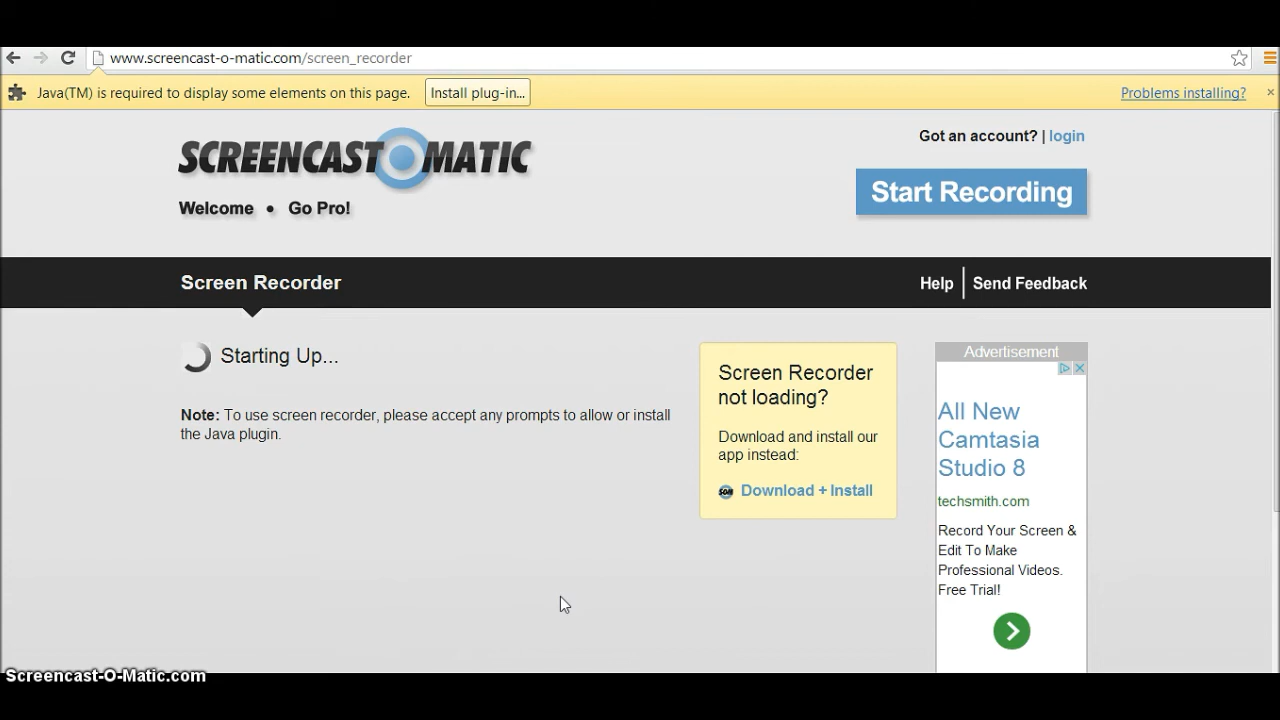 www.screencast-o-matic.com/screen_recorder
Java(TM) is required to display some elements on this page. Install plug-in... Problems installing?
SCREENCAST O MATIC
Got an account? | login
Start Recording
Welcome • Go Pro!
Screen Recorder
Help | Send Feedback
Starting Up...
Note: To use screen recorder, please accept any prompts to allow or install
the Java plugin.
Screen Recorder
not loading?
Download and install our
app instead:
SOM Download + Install
Advertisement
All New
Camtasia
Studio 8
techsmith.com
Record Your Screen &
Edit To Make
Professional Videos.
Free Trial!
Screencast-O-Matic.com